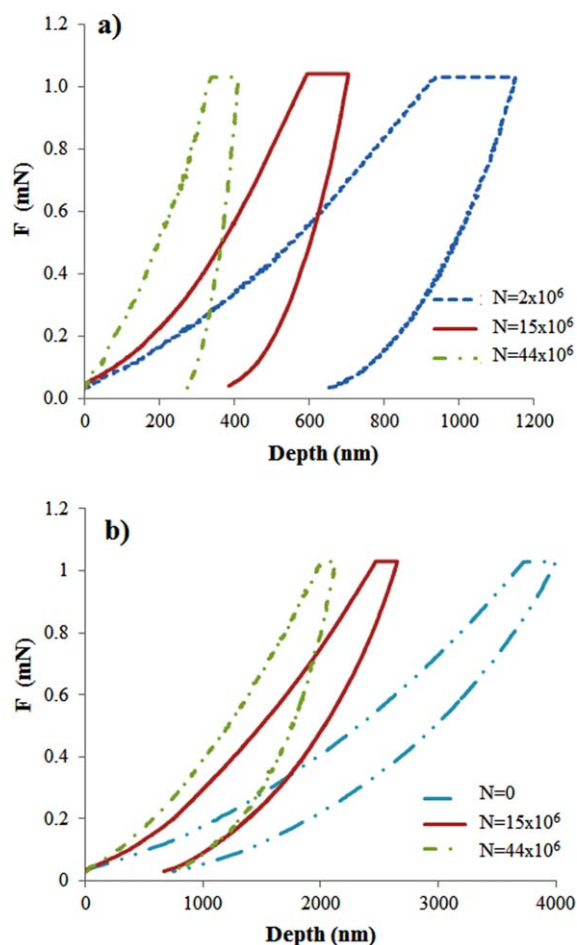 a)
1.2
1.0
0.8
0.6
0.4
0.2
0.0
F (mN)
N=2x10⁶
N=15x10⁶
N=44x10⁶
0 200 400 600 800 1000 1200
Depth (nm)
b)
1.2
1
0.8
0.6
0.4
0.2
0
F (mN)
N=0
N=15x10⁶
N=44x10⁶
0 1000 2000 3000 4000
Depth (nm)